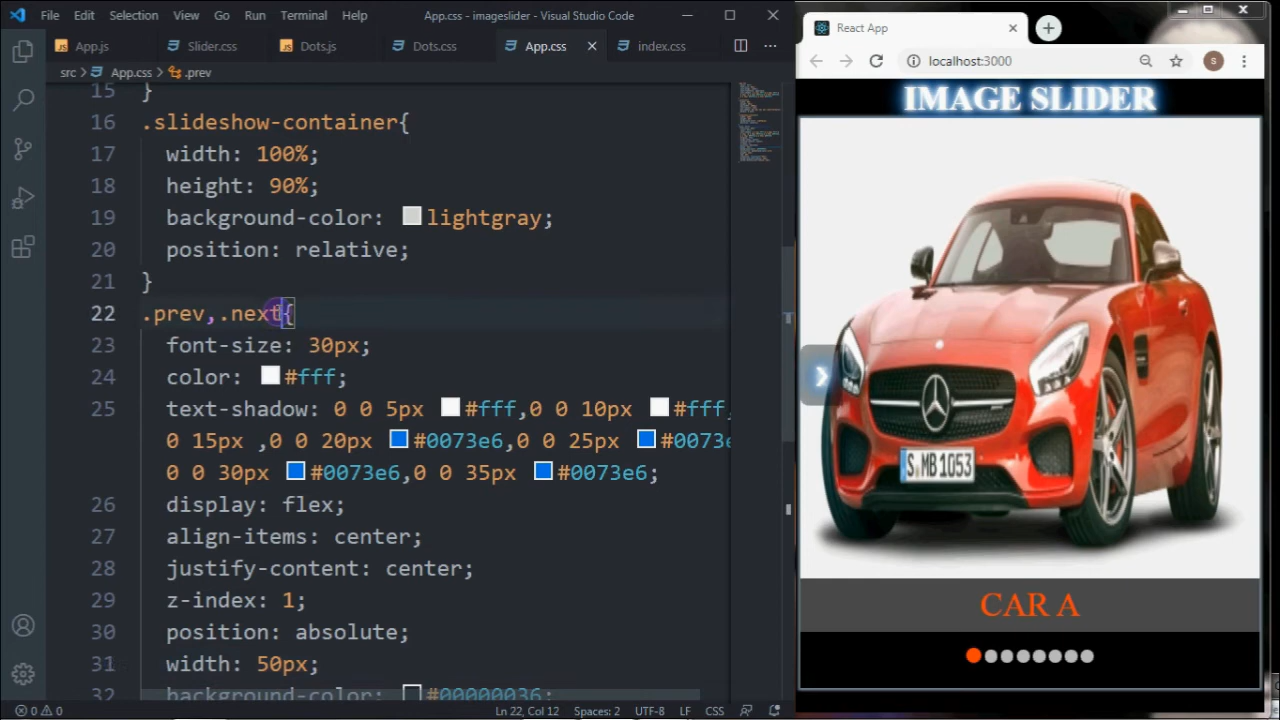 File Edit Selection View Go Run Terminal Help App.css - imageslider - Visual Studio Code
App.js Slider.css Dots.js Dots.css App.css index.css
src > App.css > .prev
15 }
16 .slideshow-container{
17 width: 100%;
18 height: 90%;
19 background-color: lightgray;
20 position: relative;
21 }
22 .prev,.next{
23 font-size: 30px;
24 color: #fff;
25 text-shadow: 0 0 5px #fff,0 0 10px #fff,
0 15px ,0 0 20px #0073e6,0 0 25px #0073e
0 0 30px #0073e6,0 0 35px #0073e6;
26 display: flex;
27 align-items: center;
28 justify-content: center;
29 z-index: 1;
30 position: absolute;
31 width: 50px;
32 background-color: #00000036;
0 0 Ln 22, Col 12 Spaces: 2 UTF-8 LF CSS
React App
localhost:3000 S
IMAGE SLIDER
S MB 1053
CAR A